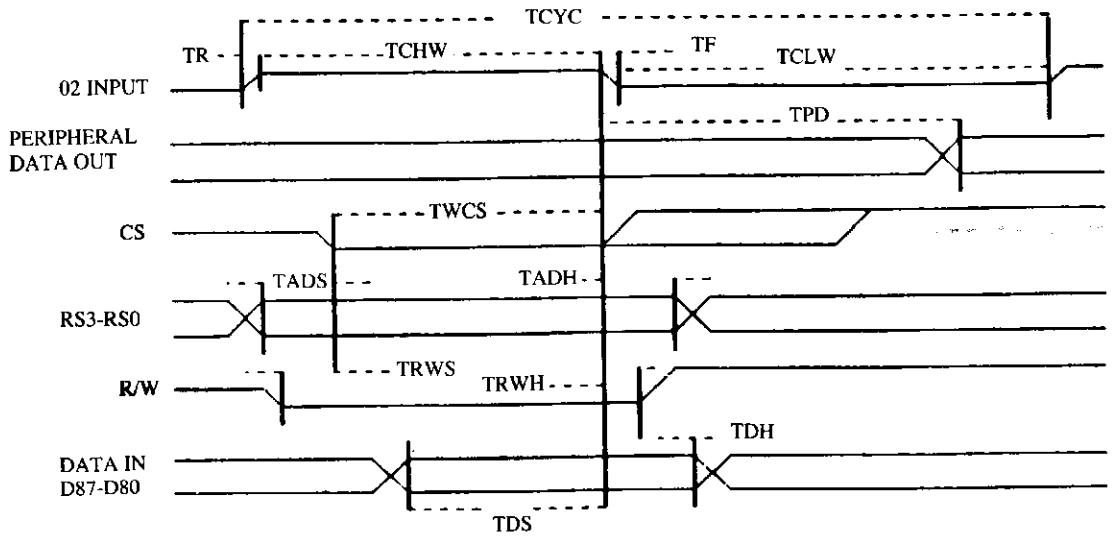 TCYC
TR
TCHW
TF
TCLW
02 INPUT
TPD
PERIPHERAL
DATA OUT
TWCS
CS
TADS
TADH
RS3-RS0
TRWS
TRWH
R/W
TDH
DATA IN
D87-D80
TDS